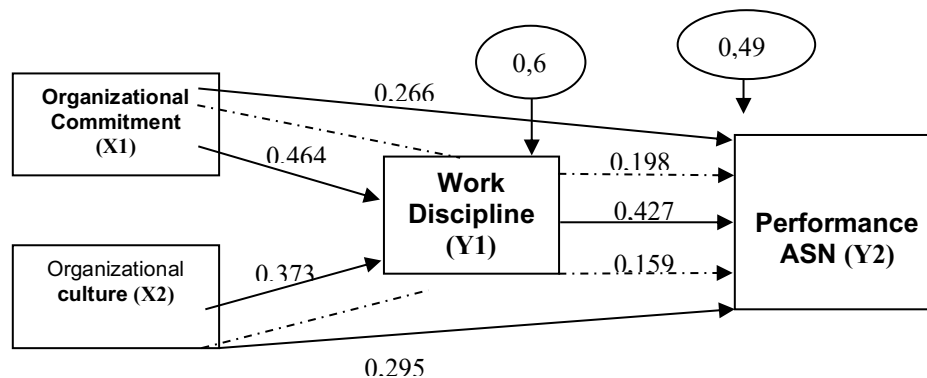 0,6
0,49
Organizational
Commitment
(X1)
0.266
0.464
Work
Discipline
(Y1)
0.198
0.427
0.159
Performance
ASN (Y2)
Organizational
culture (X2)
0.373
0.295